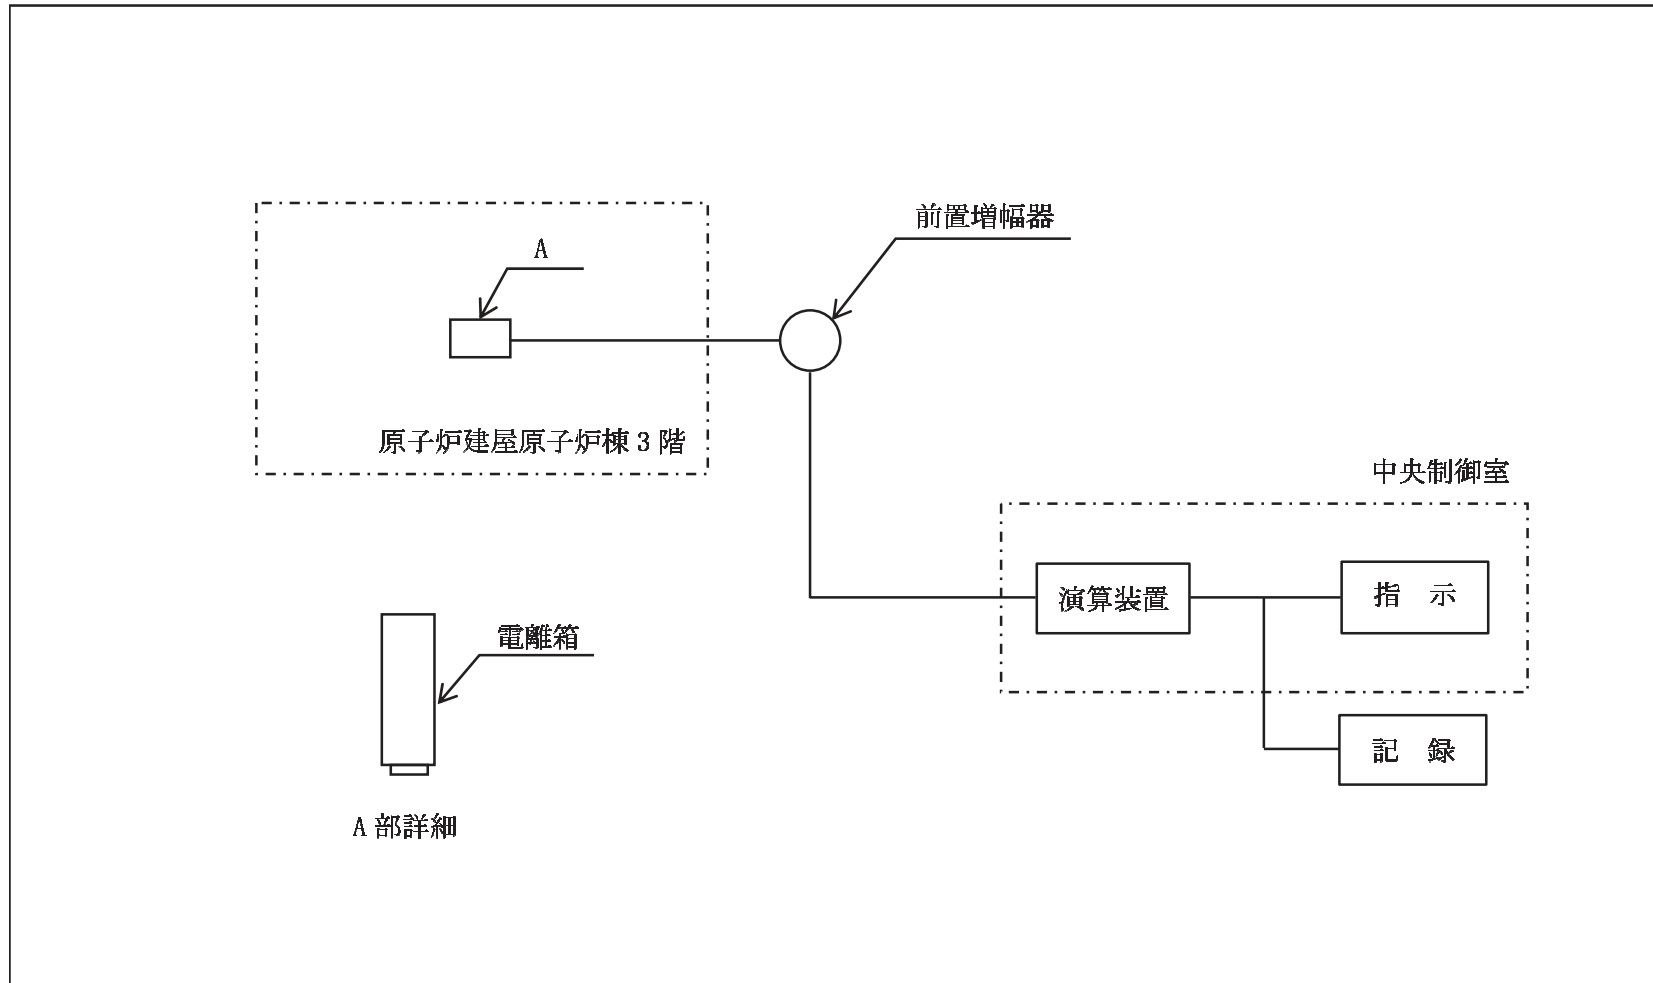 前置増幅器
A
原子炉建屋原子炉棟3階
中央制御室
演算装置
指　示
電離箱
記　録
A部詳細